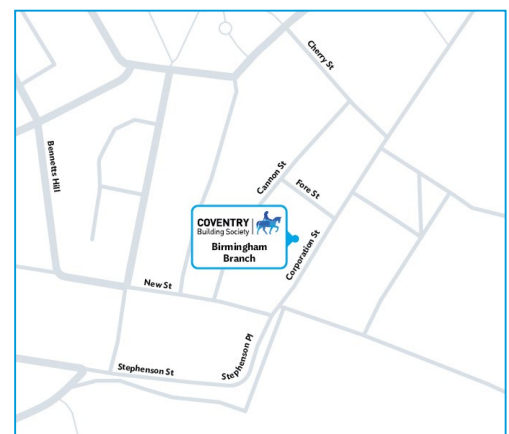 Cherry St
Bennetts Hill
Cannon St
Fore St
COVENTRY
Building Society
Birmingham
Branch
Corporation St
New St
Stephenson Pl
Stephenson St